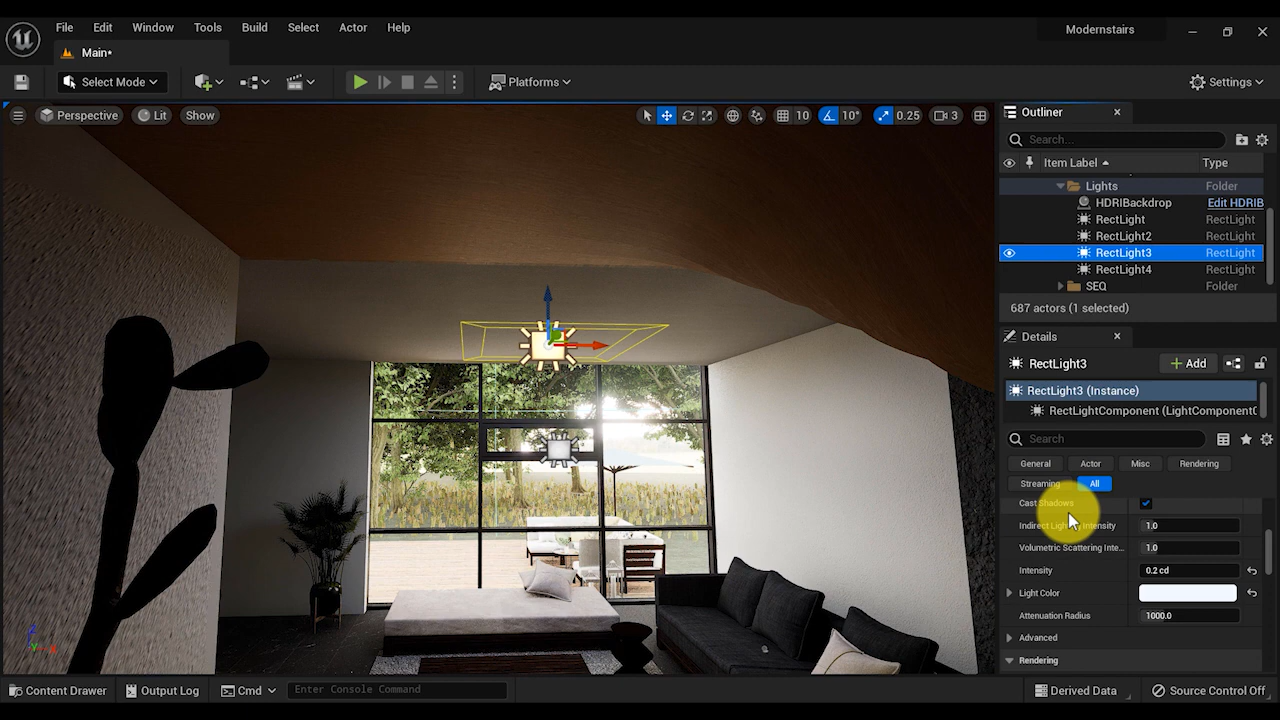 File Edit Window Tools Build Select Actor Help
Modernstairs
Main*
Select Mode
Platforms
Settings
Perspective Lit Show
10 10° 0.25 3
Outliner
Search...
Item Label Type
Lights Folder
HDRIBackdrop Edit HDRIB
RectLight RectLight
RectLight2 RectLight
RectLight3 RectLight
RectLight4 RectLight
SEQ Folder
687 actors (1 selected)
Details
RectLight3 Add
RectLight3 (Instance)
RectLightComponent (LightComponent0
Search
General Actor Misc Rendering
Streaming All
Cast Shadows
Indirect Lighting Intensity 1.0
Volumetric Scattering Inte... 1.0
Intensity 0.2 cd
Light Color
Attenuation Radius 1000.0
Advanced
Rendering
Content Drawer Output Log Cmd Enter Console Command
Derived Data Source Control Off